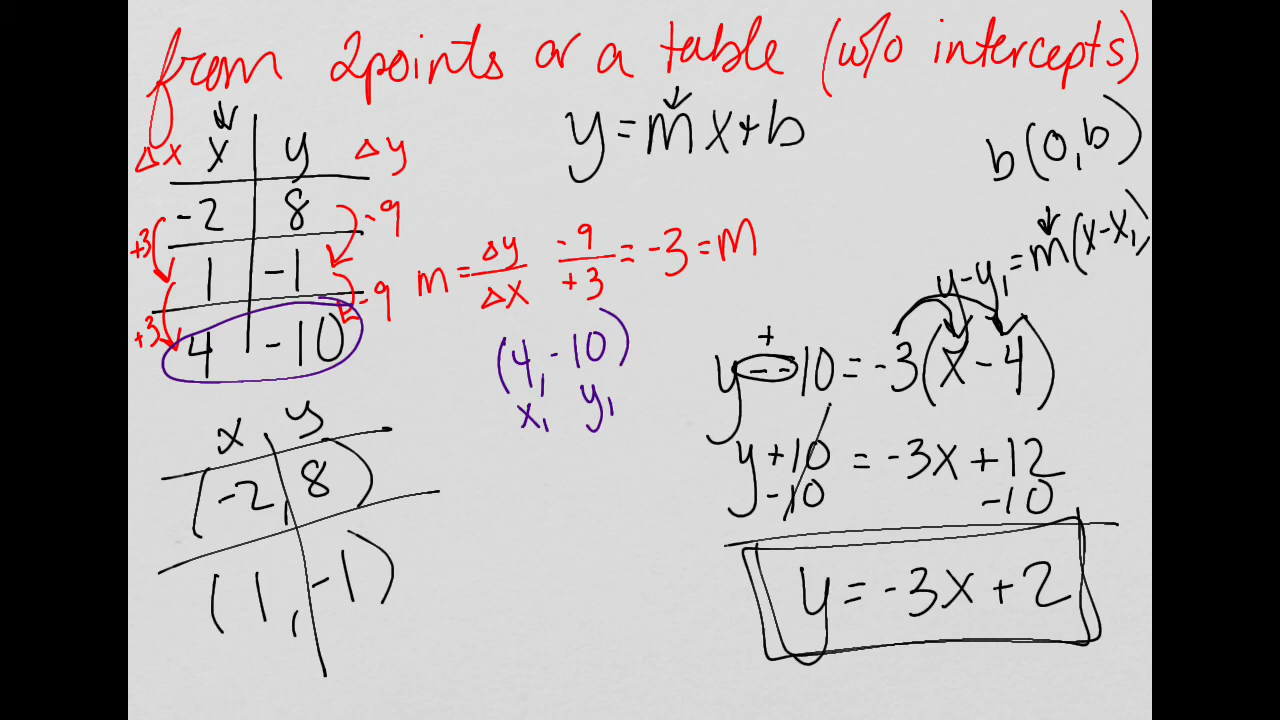 from 2points or a table (w/o intercepts)
y = mx + b
b (0, b)
Δx x y Δy
-2 8
+3 -9
1 -1
+3 -9
4 -10
m = Δy/Δx -9/+3 = -3 = m
y - y₁ = m(x - x₁)
(4, -10)
x₁ y₁
+
y - -10 = -3(x - 4)
y + 10 = -3x + 12
-10 -10
y = -3x + 2
x, y
(-2, 8)
(1, -1)